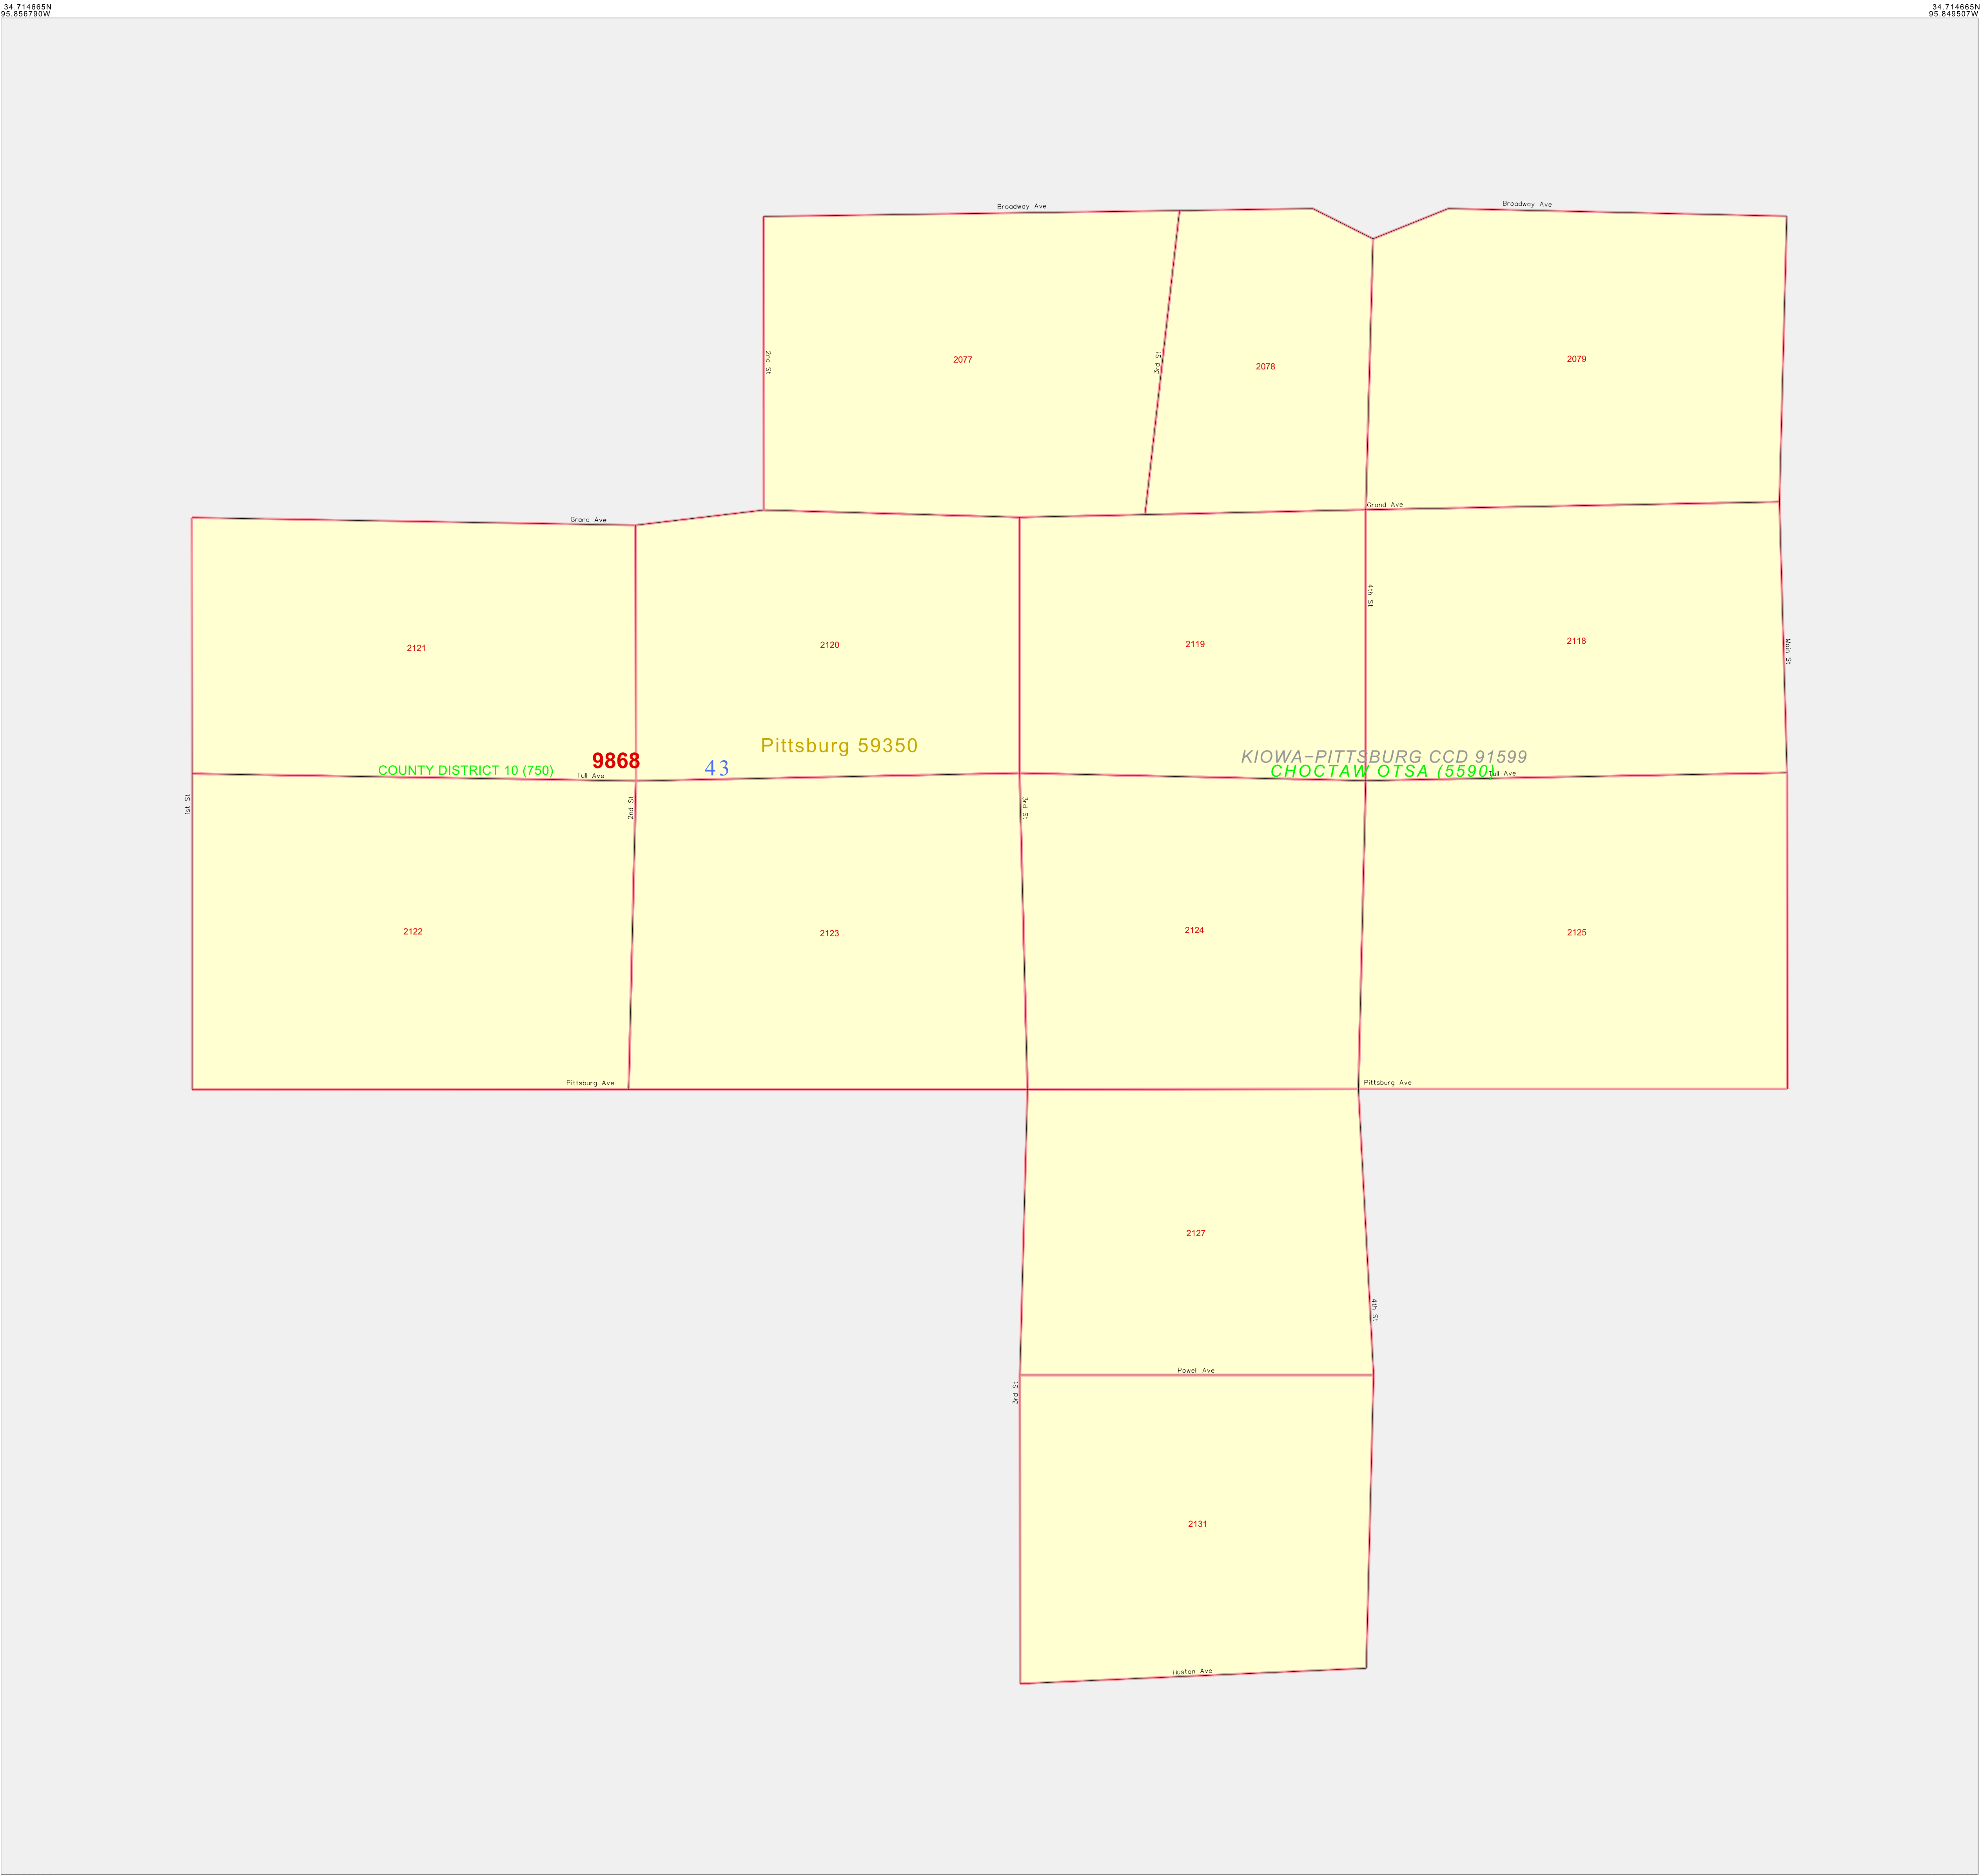 34.714665N
95.856790W
34.714665N
95.849507W
Broadway Ave
Broadway Ave
2nd St
2077
3rd St
2078
2079
Grand Ave
Grand Ave
4th St
2121
2120
2119
2118
Main St
Pittsburg 59350
9868
43
KIOWA-PITTSBURG CCD 91599
COUNTY DISTRICT 10 (750)
CHOCTAW OTSA (5590)
Tull Ave
Tull Ave
1st St
2nd St
3rd St
2122
2123
2124
2125
Pittsburg Ave
Pittsburg Ave
2127
4th St
Powell Ave
3rd St
2131
Huston Ave